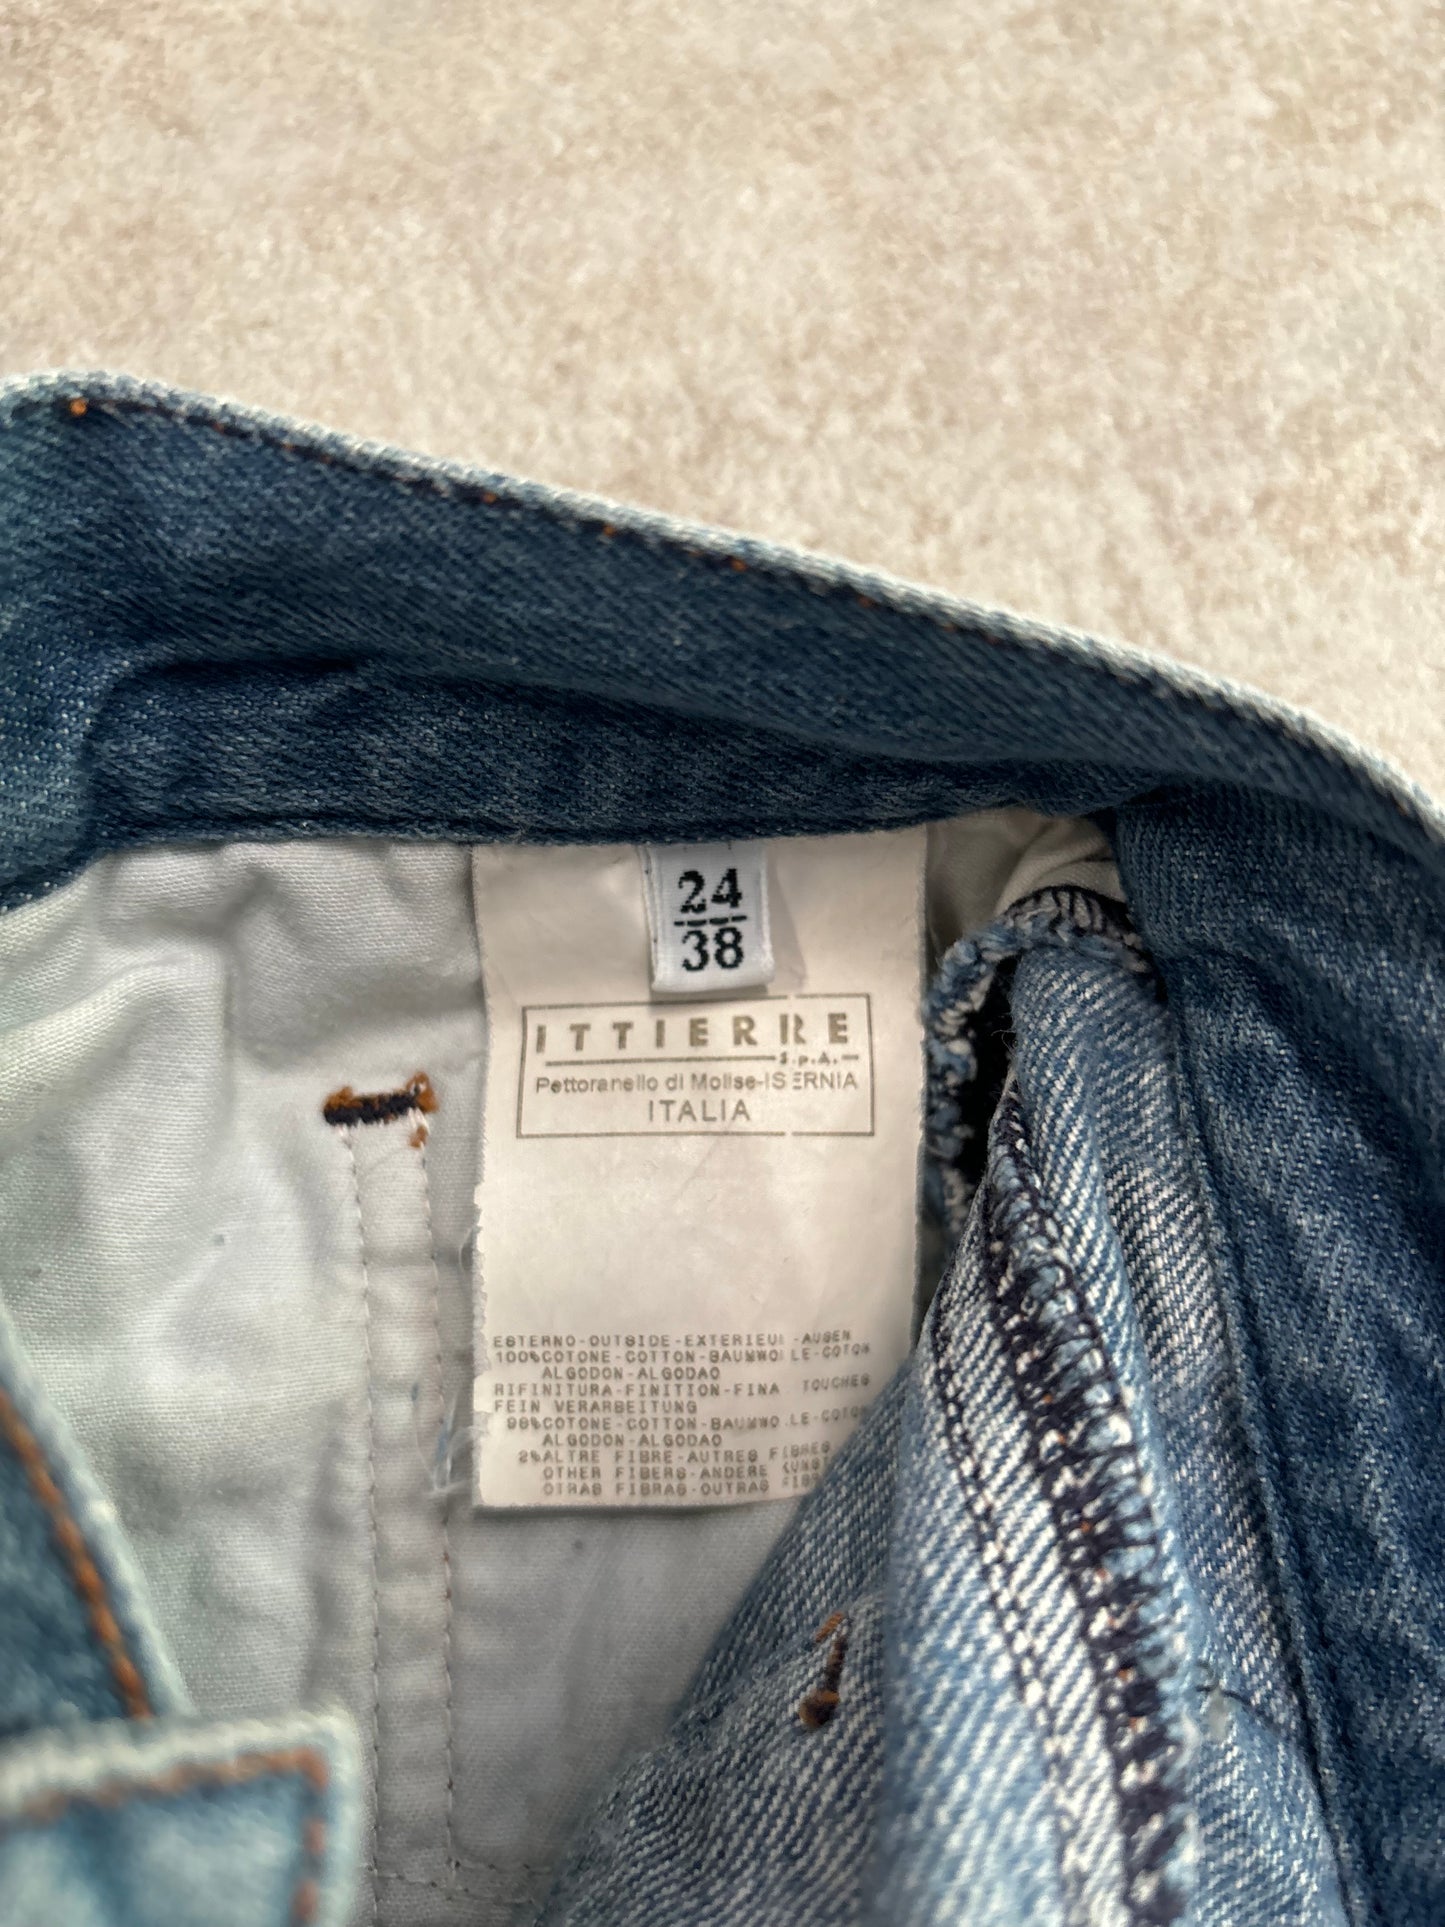 24
38
ITTIERRE
S.p.A.
Pettoranello di Molise-ISERNIA
ITALIA
ESTERNO-OUTSIDE-EXTERIEUR-AUSEN
100%COTONE-COTTON-BAUMWOLLE-COTON
ALGODON-ALGODAO
RIFINITURA-FINITION-FINA TOUCHES
FEIN VERARBEITUNG
98%COTONE-COTTON-BAUMWOLLE-COTON
ALGODON-ALGODAO
2%ALTRE FIBRE-AUTRES FIBRES
OTHER FIBERS-ANDERE
OTRAS FIBRAS-OUTRAS